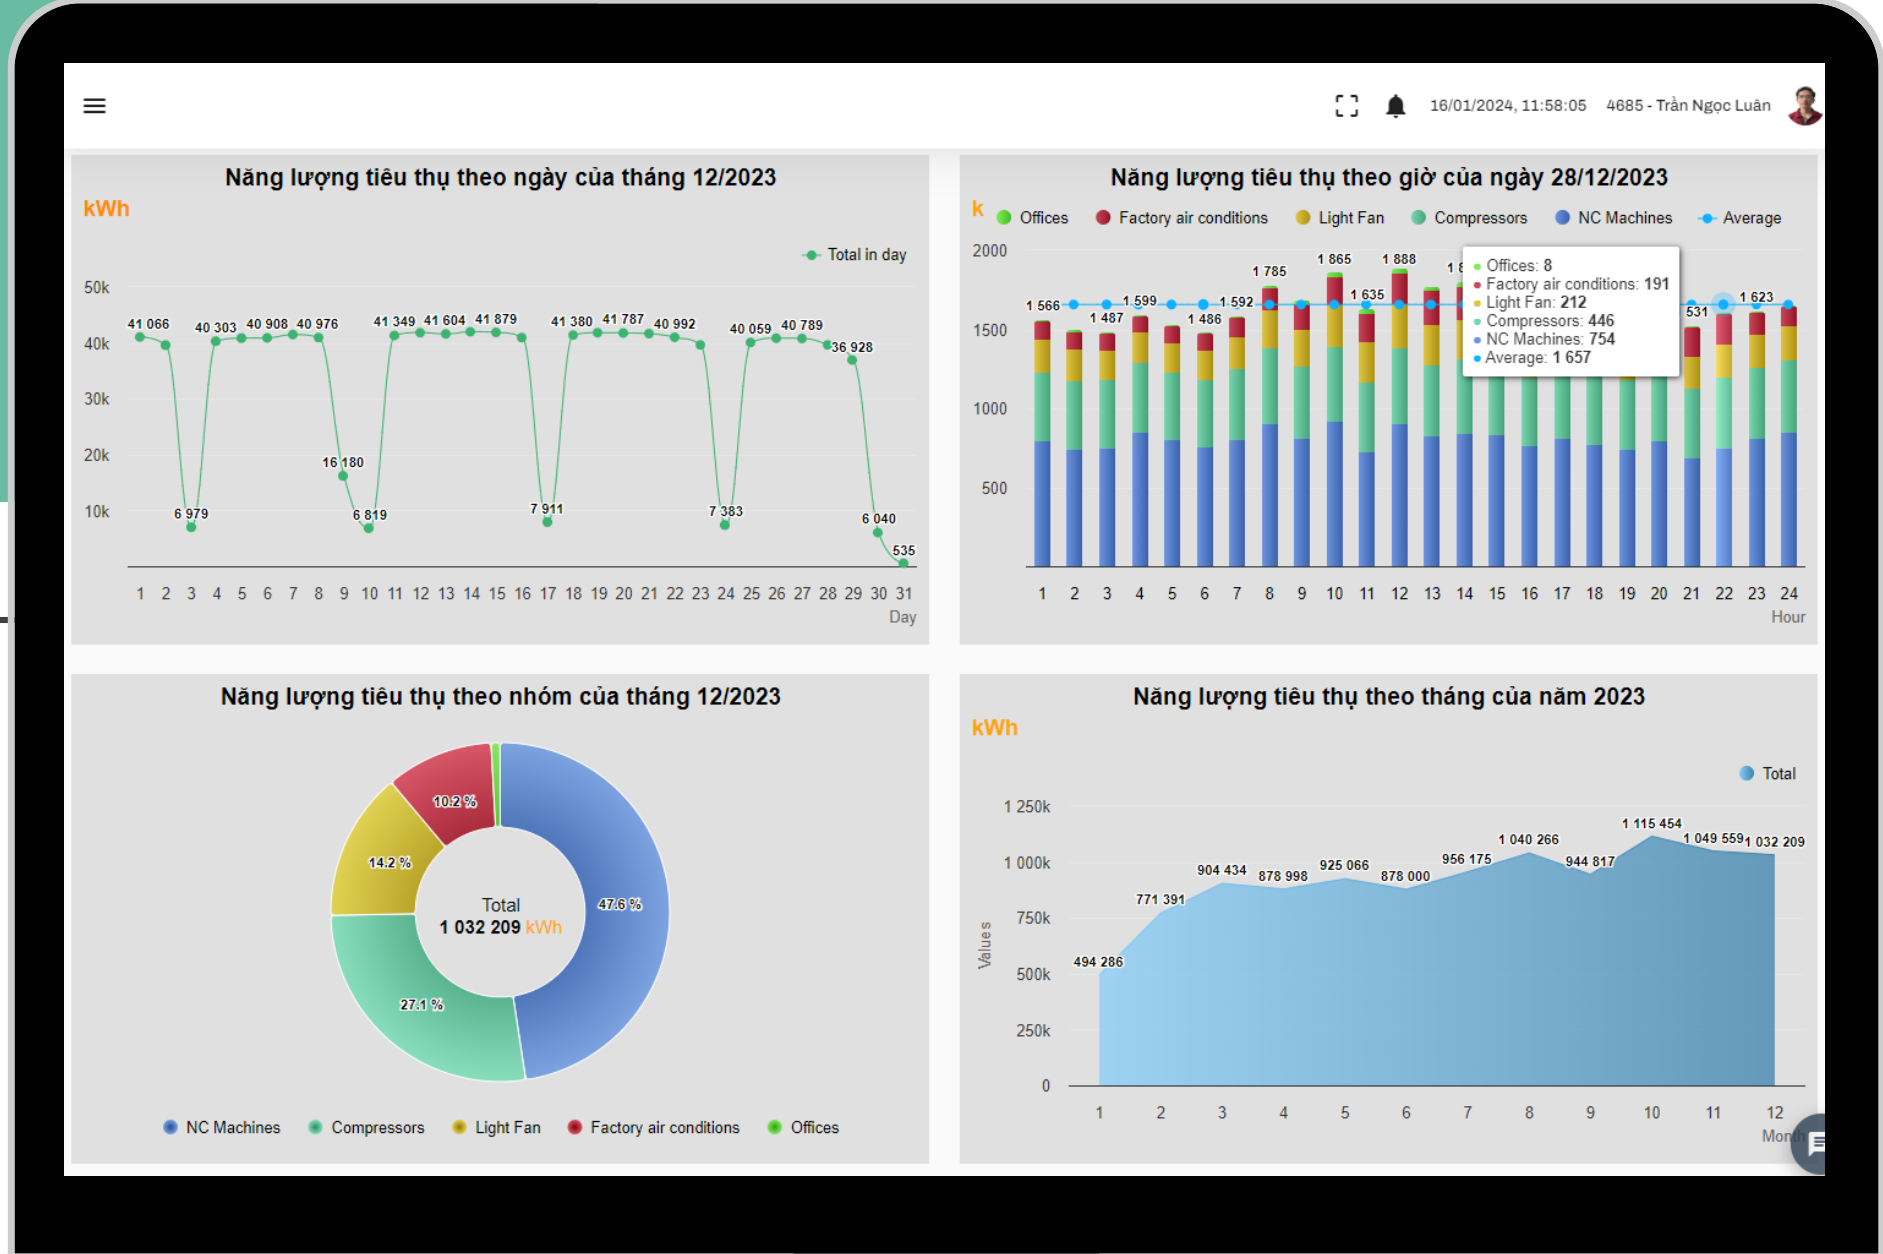 16/01/2024, 11:58:05 4685 - Trần Ngọc Luân
Năng lượng tiêu thụ theo ngày của tháng 12/2023
kWh
Total in day
50k
40k
30k
20k
10k
41 066
40 303
40 908
40 976
41 349
41 604
41 879
41 380
41 787
40 992
40 059
40 789
36 928
16 180
6 979
6 819
7 911
7 383
6 040
535
1 2 3 4 5 6 7 8 9 10 11 12 13 14 15 16 17 18 19 20 21 22 23 24 25 26 27 28 29 30 31
Day
Năng lượng tiêu thụ theo giờ của ngày 28/12/2023
k
Offices Factory air conditions Light Fan Compressors NC Machines Average
2000
1500
1000
500
1 566
1 487
1 599
1 486
1 592
1 785
1 865
1 635
1 888
531
1 623
Offices: 8
Factory air conditions: 191
Light Fan: 212
Compressors: 446
NC Machines: 754
Average: 1 657
1 2 3 4 5 6 7 8 9 10 11 12 13 14 15 16 17 18 19 20 21 22 23 24
Hour
Năng lượng tiêu thụ theo nhóm của tháng 12/2023
10.2 %
14.2 %
47.6 %
27.1 %
Total
1 032 209 kWh
NC Machines Compressors Light Fan Factory air conditions Offices
Năng lượng tiêu thụ theo tháng của năm 2023
kWh
Total
Values
1 250k
1 000k
750k
500k
250k
0
494 286
771 391
904 434
878 998
925 066
878 000
956 175
1 040 266
944 817
1 115 454
1 049 559
1 032 209
1 2 3 4 5 6 7 8 9 10 11 12
Month